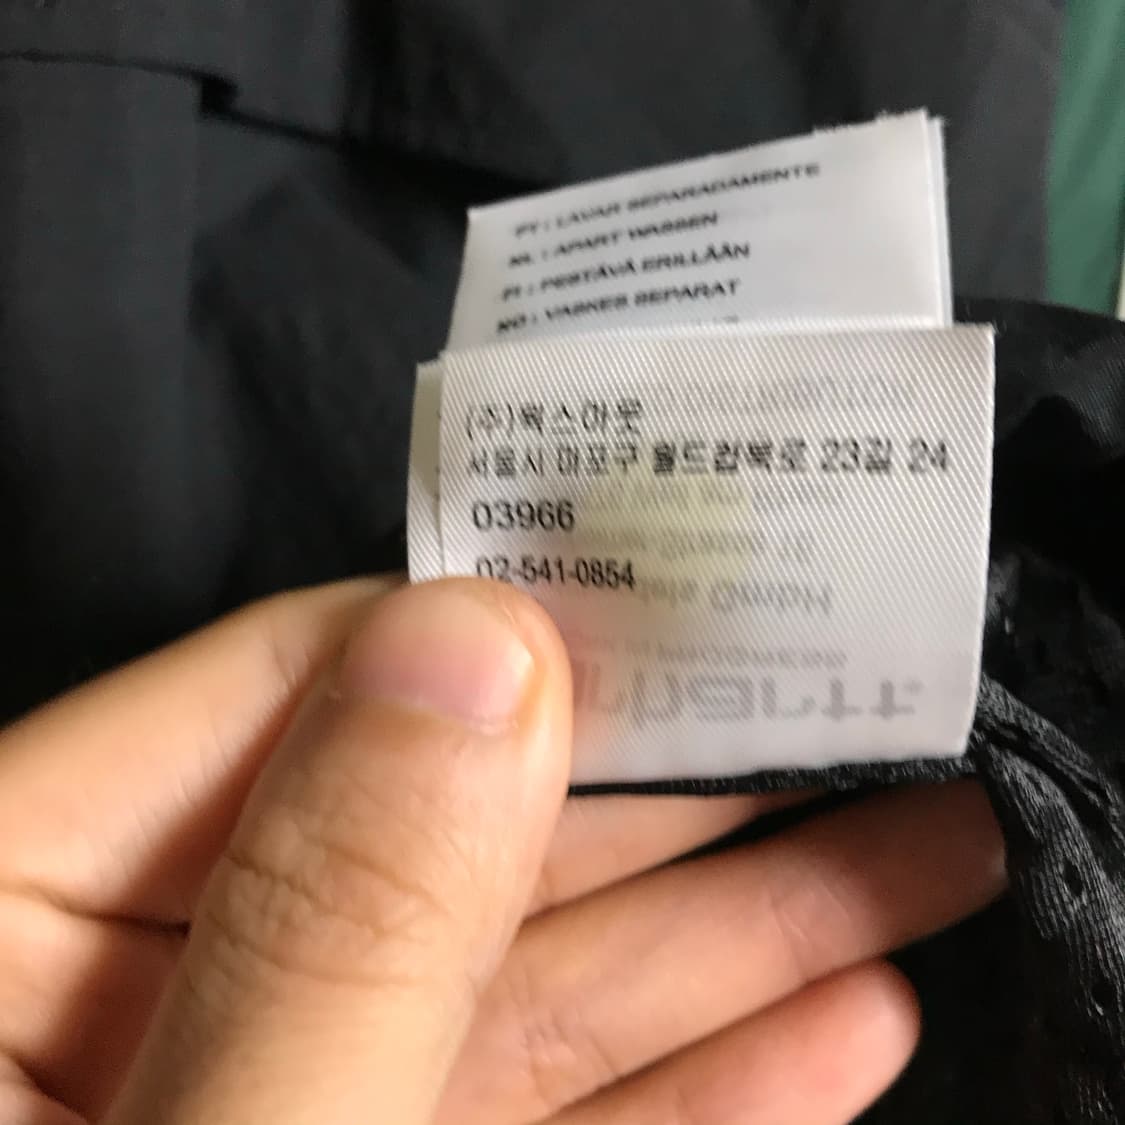 PT : LAVAR SEPARADAMENTE
NL : APART WASSEN
FI : PESTÄVÄ ERILLÄÄN
NO : VASKES SEPARAT
(주)웍스아웃
서울시 마포구 월드컵북로 23길 24
03966
02-541-0854